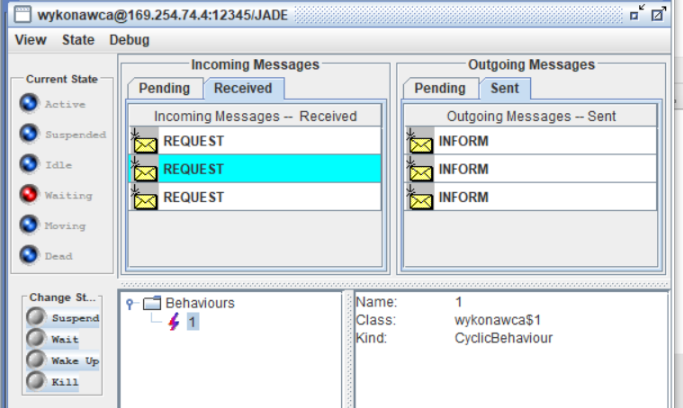 wykonawca@169.254.74.4:12345/JADE
View State Debug
Current State
Active
Suspended
Idle
Waiting
Moving
Dead
Incoming Messages
Pending Received
Incoming Messages -- Received
REQUEST
REQUEST
REQUEST
Outgoing Messages
Pending Sent
Outgoing Messages -- Sent
INFORM
INFORM
INFORM
Change St...
Suspend
Wait
Wake Up
Kill
Behaviours
1
Name: 1
Class: wykonawca$1
Kind: CyclicBehaviour